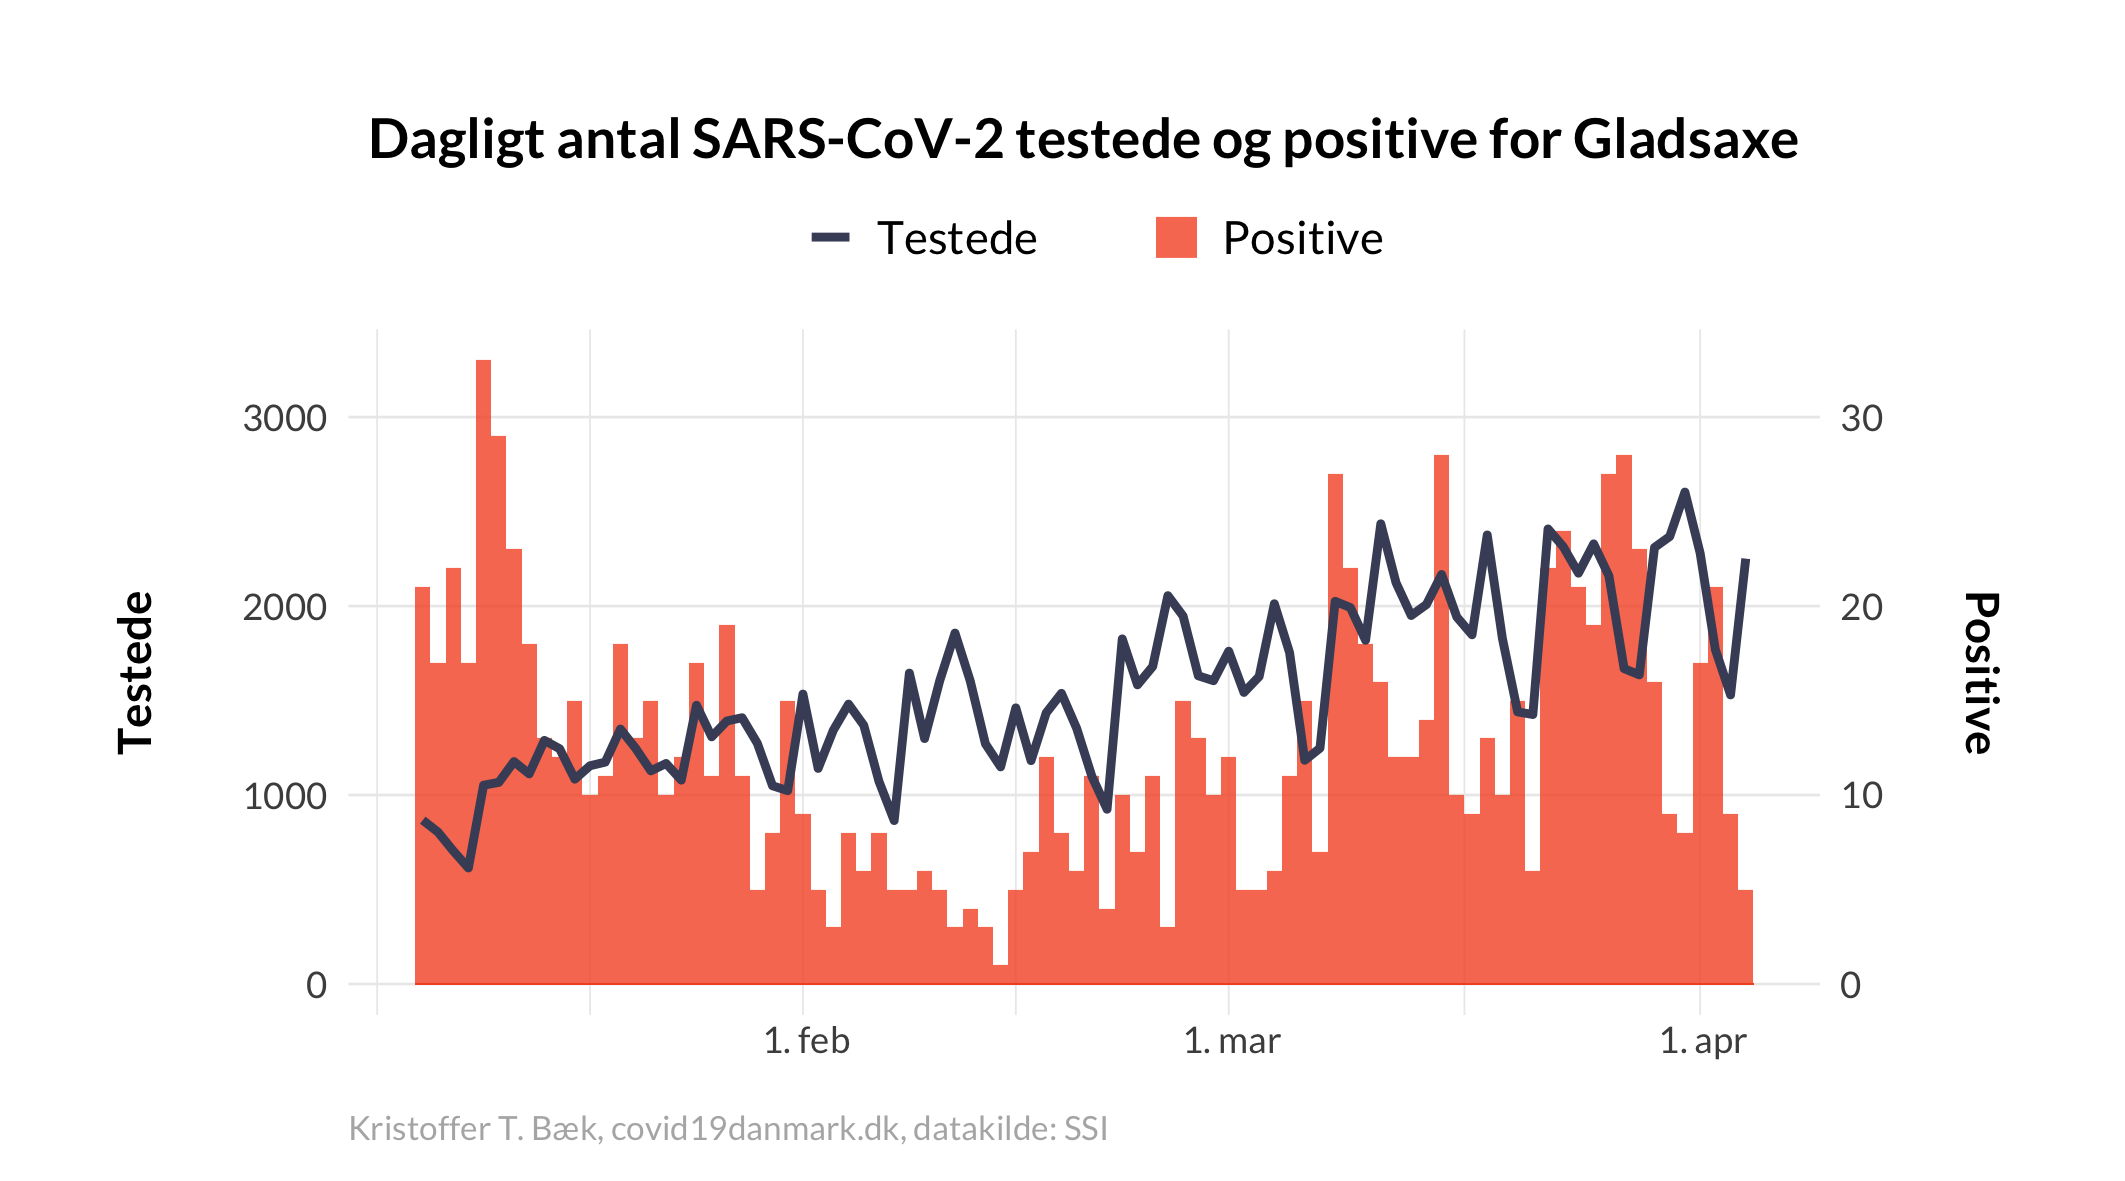 Dagligt antal SARS-CoV-2 testede og positive for Gladsaxe
Testede
Positive
3000
2000
1000
0
30
20
10
0
Testede
Positive
1. feb
1. mar
1. apr
Kristoffer T. Bæk, covid19danmark.dk, datakilde: SSI